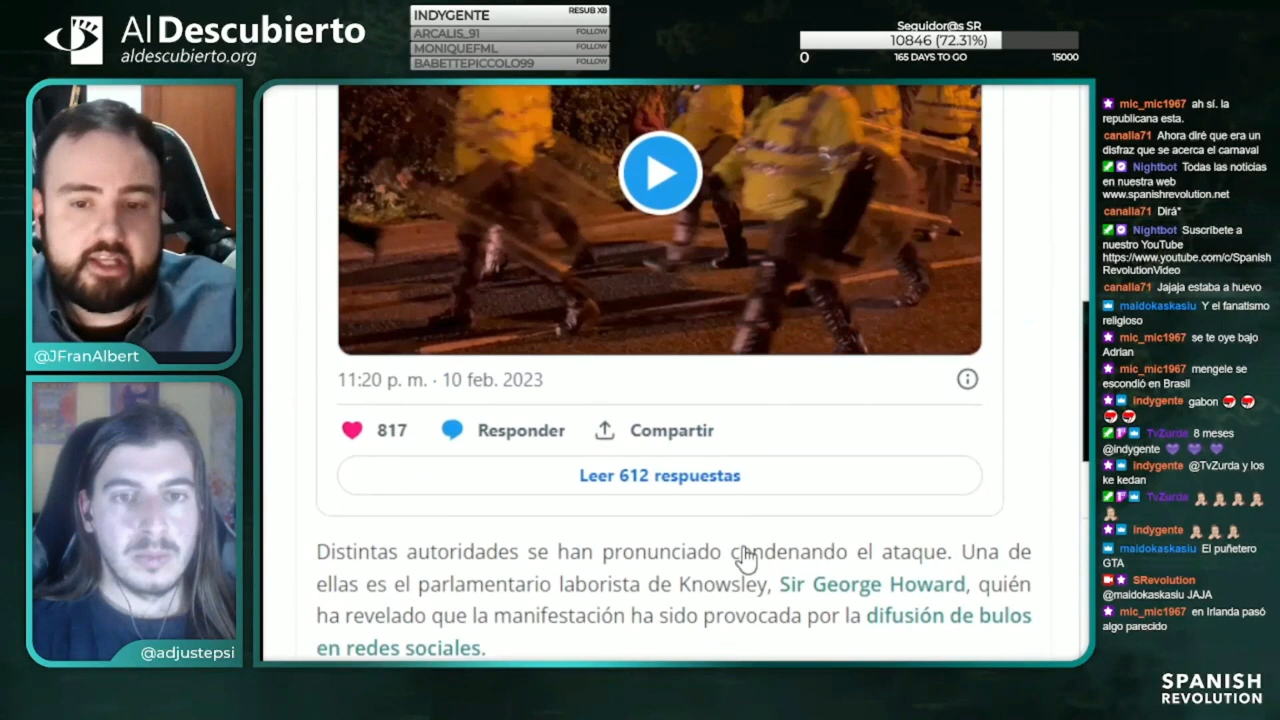 Al Descubierto
aldescubierto.org
INDYGENTE RESUB X8
ARCALIS_91 FOLLOW
MONIQUEFML FOLLOW
BABETTEPICCOLO99 FOLLOW
Seguidor@s SR
10846 (72.31%)
0 165 DAYS TO GO 15000
@JFranAlbert
@adjustepsi
11:20 p. m. · 10 feb. 2023
817 Responder Compartir
Leer 612 respuestas
Distintas autoridades se han pronunciado condenando el ataque. Una de
ellas es el parlamentario laborista de Knowsley, Sir George Howard, quién
ha revelado que la manifestación ha sido provocada por la difusión de bulos
en redes sociales.
mic_mic1967 ah sí. la
republicana esta.
canalla71 Ahora diré que era un
disfraz que se acerca el carnaval
Nightbot Todas las noticias
en nuestra web
www.spanishrevolution.net
canalla71 Dirá*
Nightbot Suscribete a
nuestro YouTube
https://www.youtube.com/c/Spanish
RevolutionVideo
canalla71 Jajaja estaba a huevo
maidokaskasiu Y el fanatismo
religioso
mic_mic1967 se te oye bajo
Adrian
mic_mic1967 mengele se
escondió en Brasil
indygente gabon
TvZurda 8 meses
@indygente
indygente @TvZurda y los
ke kedan
TvZurda
indygente
maidokaskasiu El puñetero
GTA
SRevolution
@maidokaskasiu JAJA
mic_mic1967 en Irlanda pasó
algo parecido
SPANISH
REVOLUTION